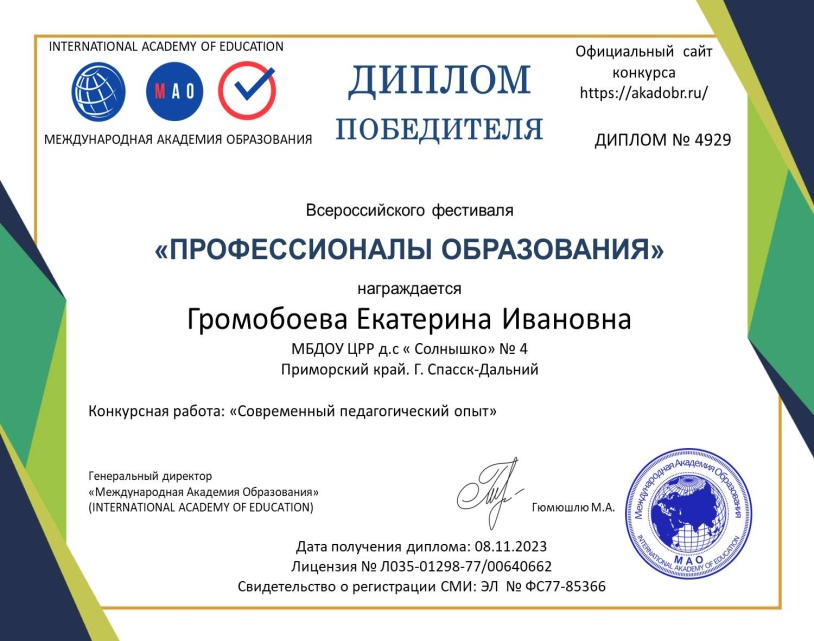 INTERNATIONAL ACADEMY OF EDUCATION
МАО
МЕЖДУНАРОДНАЯ АКАДЕМИЯ ОБРАЗОВАНИЯ
ДИПЛОМ
ПОБЕДИТЕЛЯ
Официальный сайт
конкурса
https://akadobr.ru/
ДИПЛОМ № 4929
Всероссийского фестиваля
«ПРОФЕССИОНАЛЫ ОБРАЗОВАНИЯ»
награждается
Громобоева Екатерина Ивановна
МБДОУ ЦРР д.с « Солнышко» № 4
Приморский край. Г. Спасск-Дальний
Конкурсная работа: «Современный педагогический опыт»
Генеральный директор
«Международная Академия Образования»
(INTERNATIONAL ACADEMY OF EDUCATION)
Гюмюшлю М.А.
Международная Академия Образования
МАО
INTERNATIONAL ACADEMY OF EDUCATION
Дата получения диплома: 08.11.2023
Лицензия № Л035-01298-77/00640662
Свидетельство о регистрации СМИ: ЭЛ № ФС77-85366